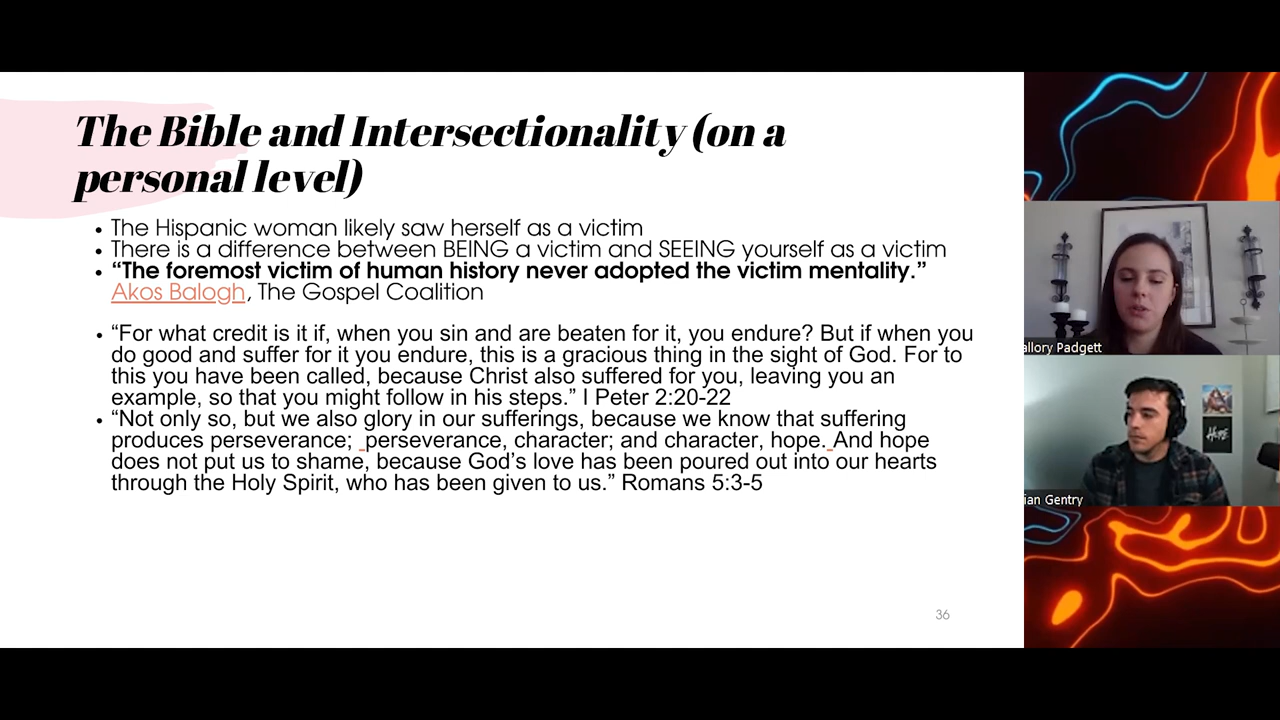 The Bible and Intersectionality (on a
personal level)
• The Hispanic woman likely saw herself as a victim
• There is a difference between BEING a victim and SEEING yourself as a victim
• “The foremost victim of human history never adopted the victim mentality.”
Akos Balogh, The Gospel Coalition
• “For what credit is it if, when you sin and are beaten for it, you endure? But if when you
do good and suffer for it you endure, this is a gracious thing in the sight of God. For to
this you have been called, because Christ also suffered for you, leaving you an
example, so that you might follow in his steps.” I Peter 2:20-22
• “Not only so, but we also glory in our sufferings, because we know that suffering
produces perseverance; perseverance, character; and character, hope. And hope
does not put us to shame, because God’s love has been poured out into our hearts
through the Holy Spirit, who has been given to us.” Romans 5:3-5
36
allory Padgett
HOPE
ian Gentry